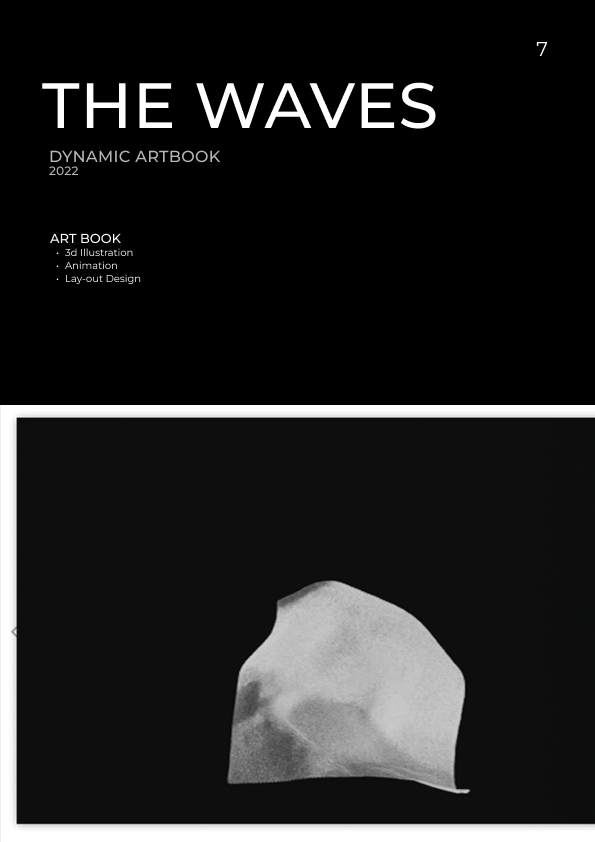 7
THE WAVES
DYNAMIC ARTBOOK
2022
ART BOOK
• 3d Illustration
• Animation
• Lay-out Design